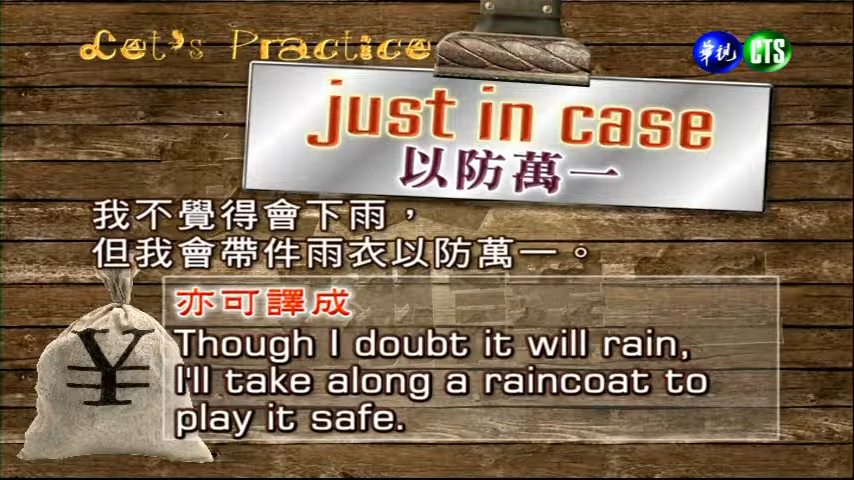 Let's Practice
華視 CTS
just in case
以防萬一
我不覺得會下雨，
但我會帶件雨衣以防萬一。
亦可譯成
Though I doubt it will rain,
I'll take along a raincoat to
play it safe.
¥